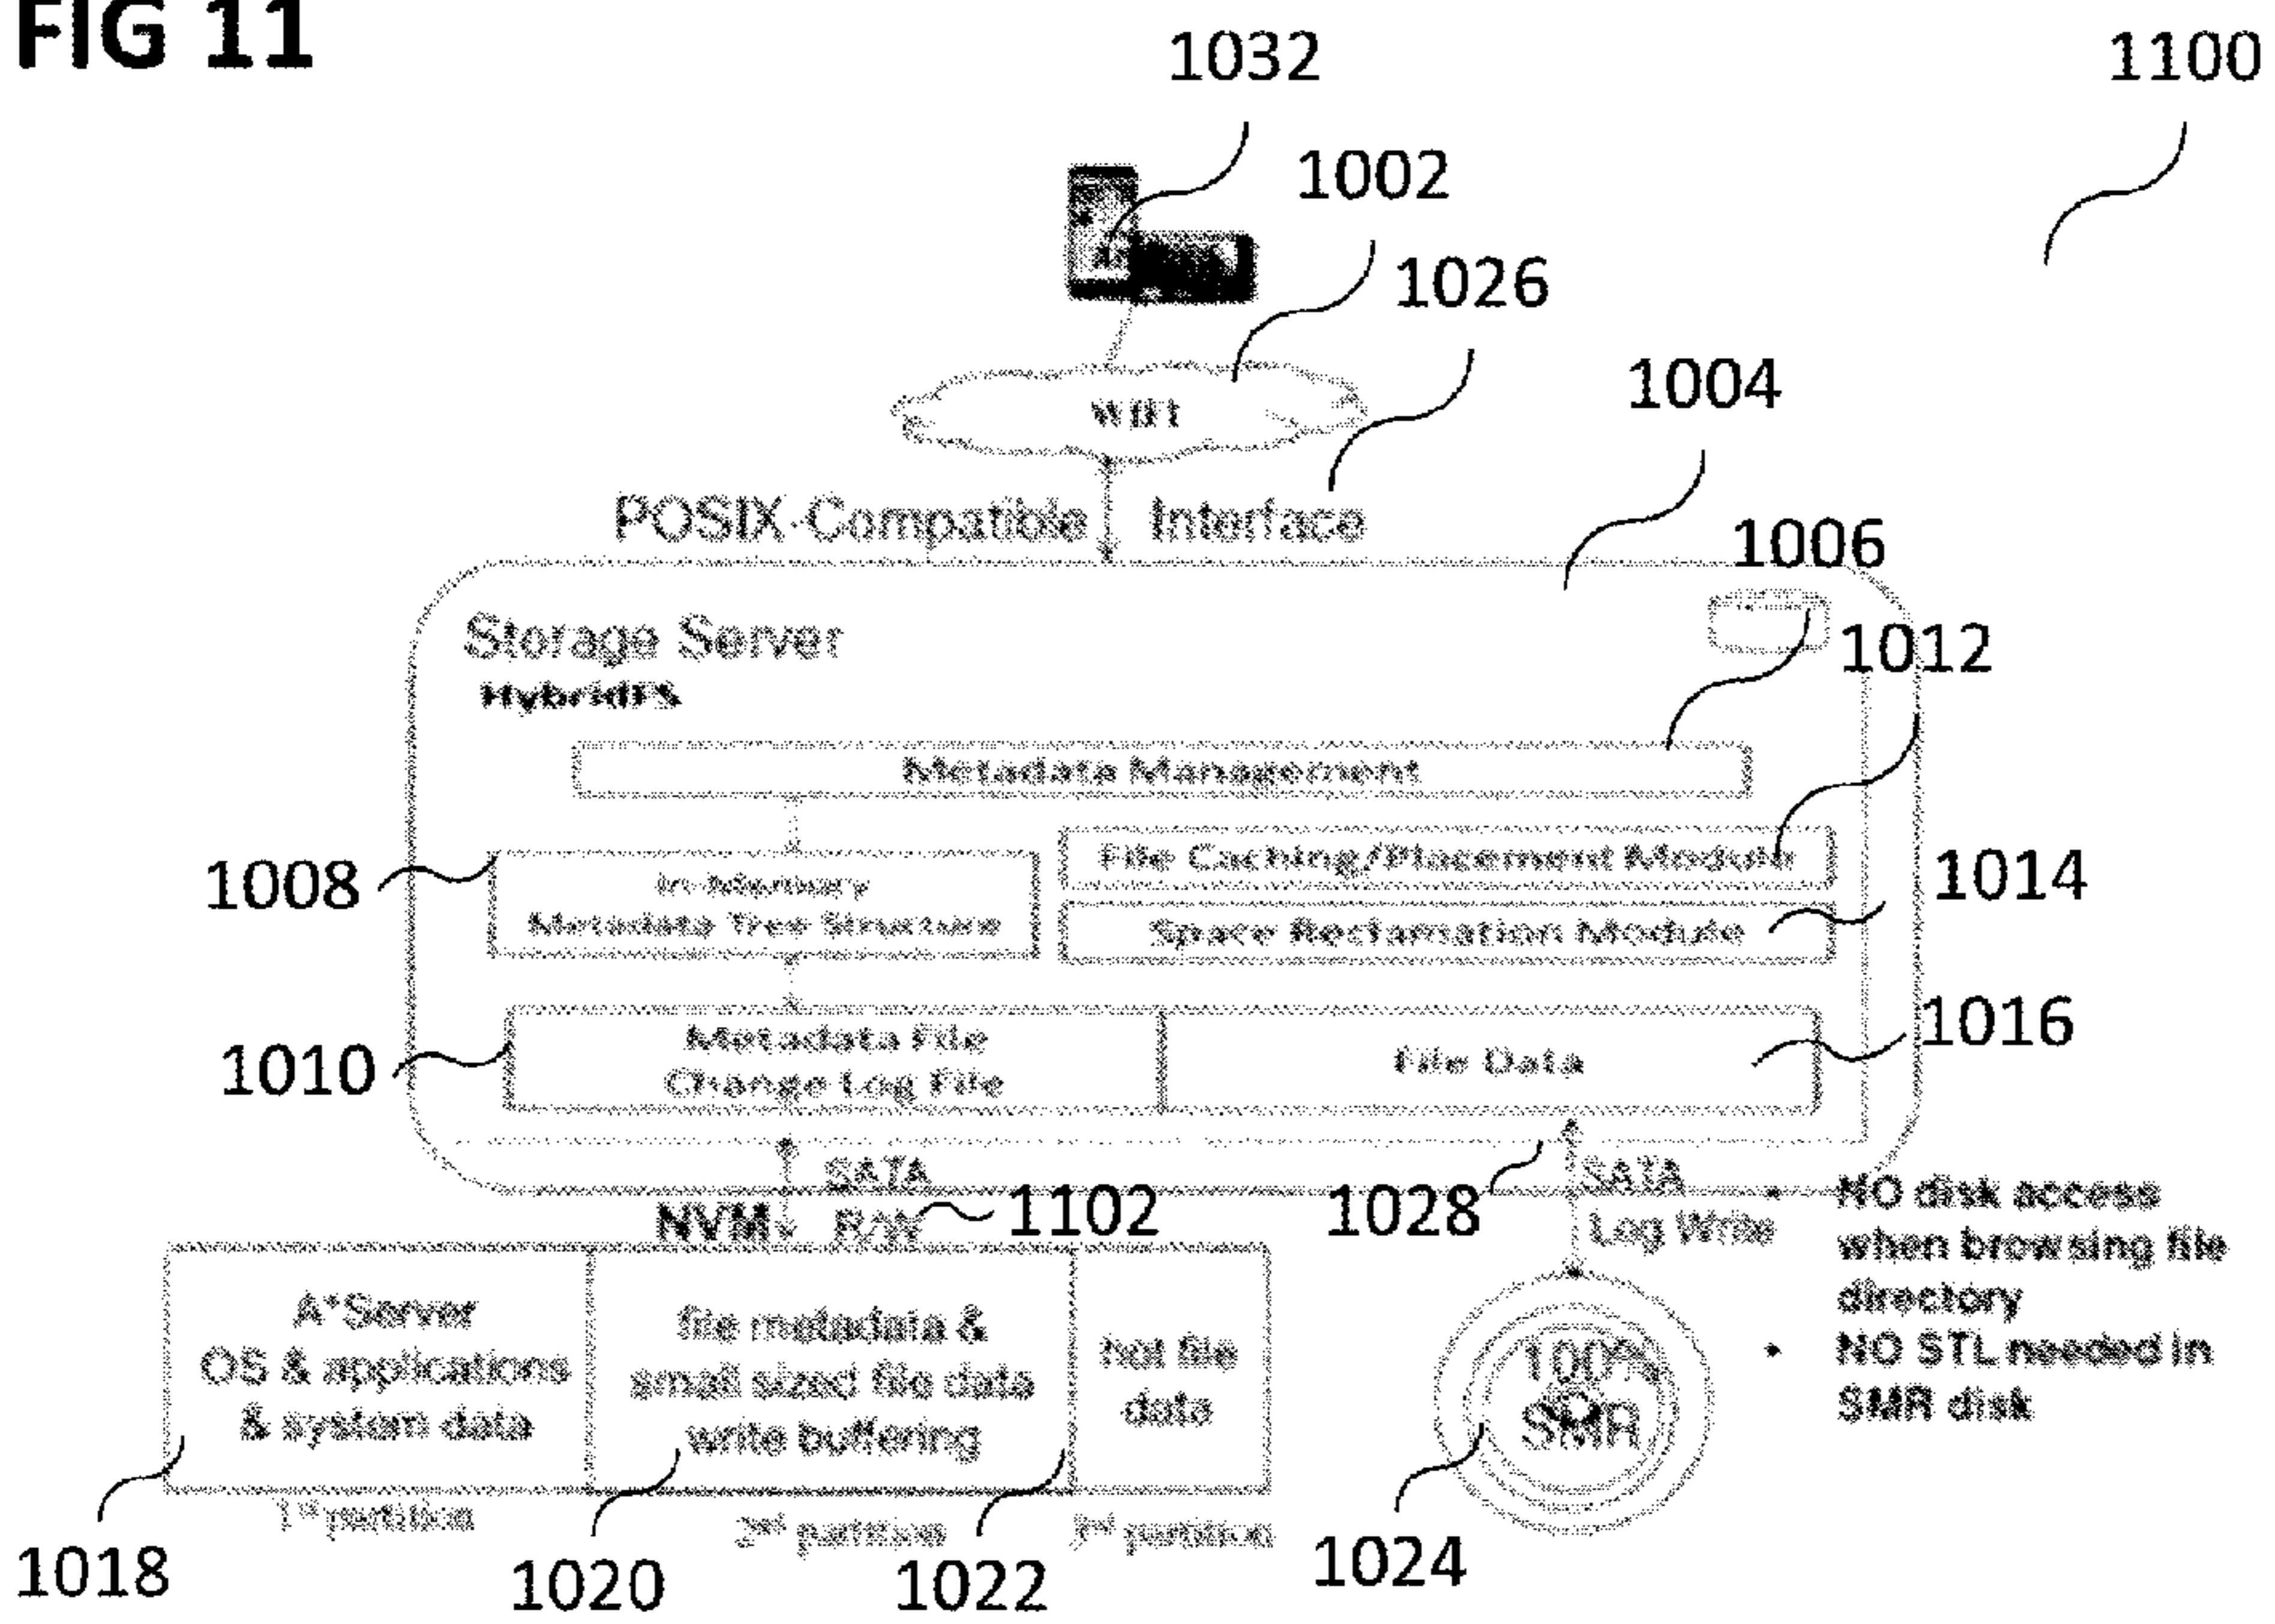 FIG 11
1032
1100
1002
1026
WIFI
1004
POSIX-Compatible Interface
1006
Storage Server
HybridFS
1012
Metadata Management
File Caching/Placement Module
1008
In-Memory
Metadata Tree Structure
1014
Space Reclamation Module
1016
1010
Metadata File
Change Log File
File Data
SATA
R/W
NVM
1102
1028
SATA
Log Write
• NO disk access
when browsing file
directory
• NO STL needed in
SMR disk
A*Server
OS & applications
& system data
file metadata &
small sized file data
write buffering
hot file
data
100%
SMR
1st partition
2nd partition
3rd partition
1018
1020
1022
1024